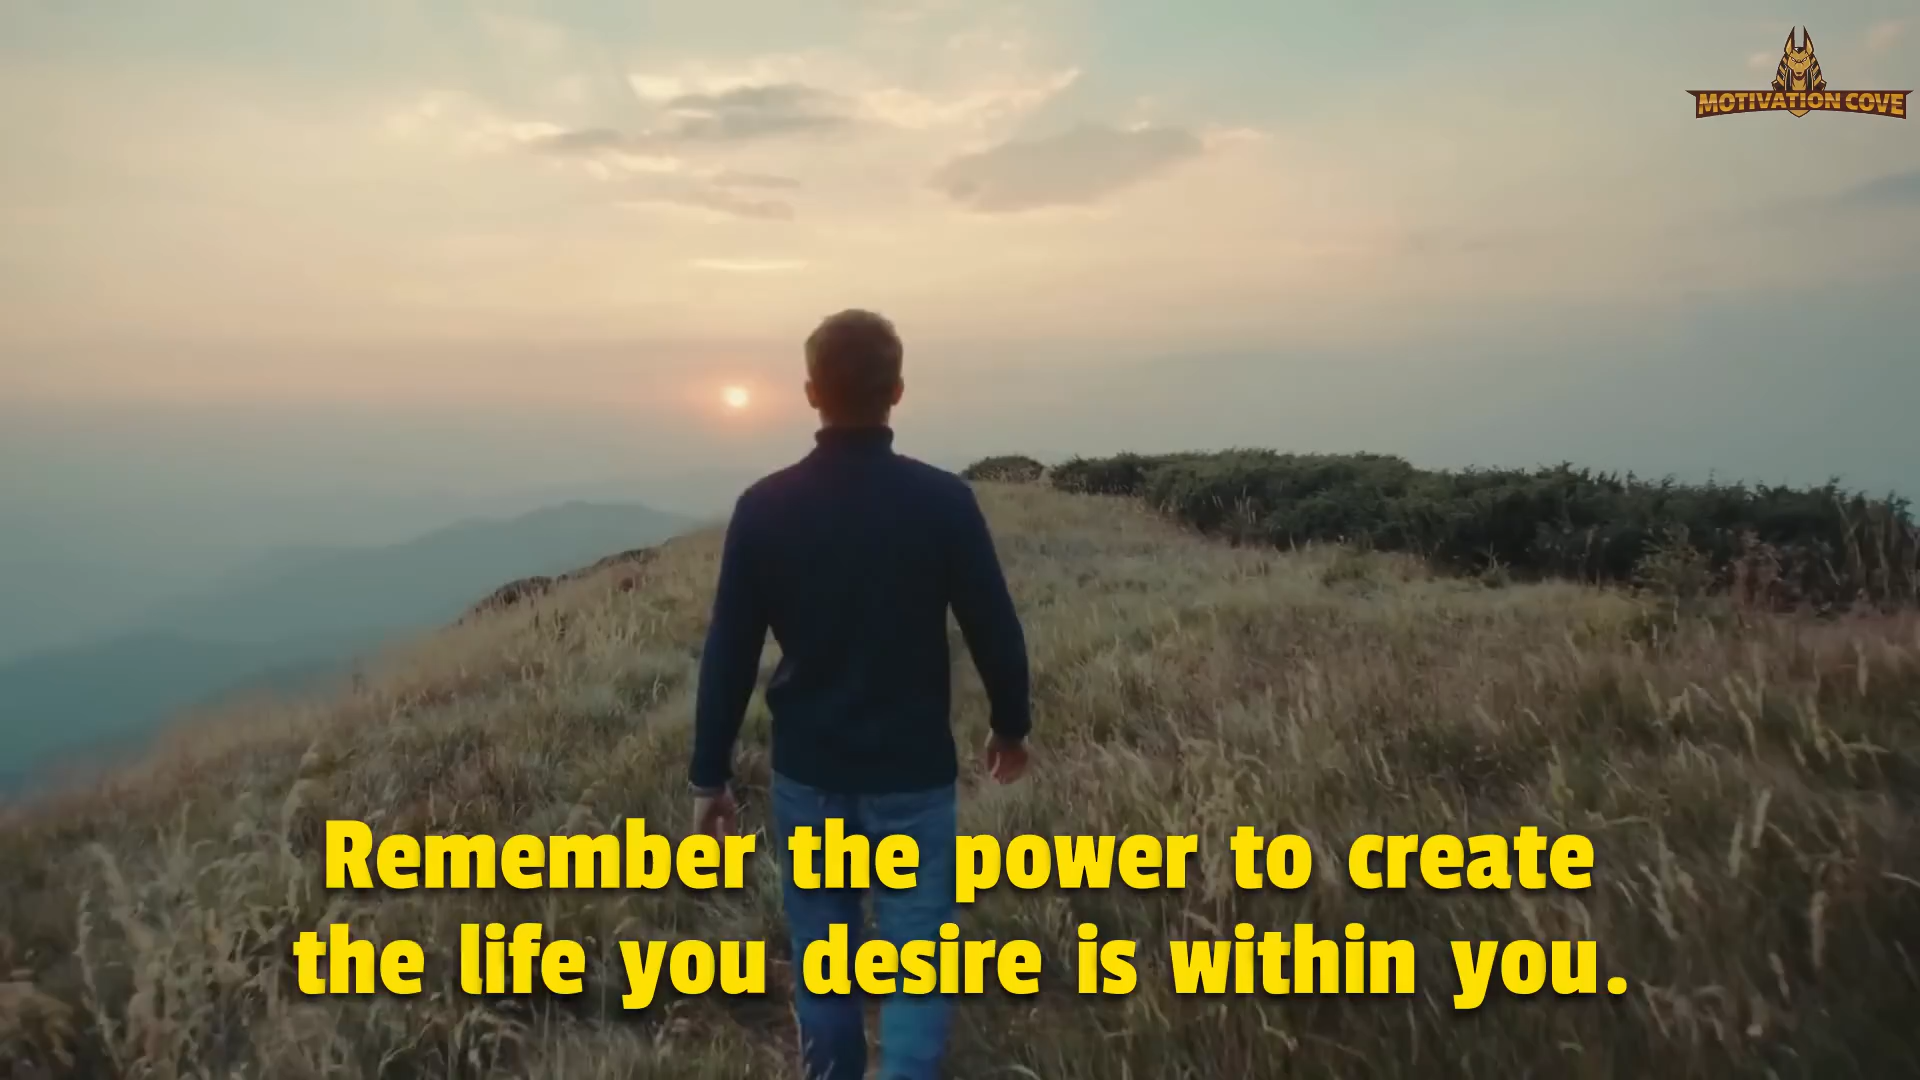 MOTIVATION COVE
Remember the power to create
the life you desire is within you.